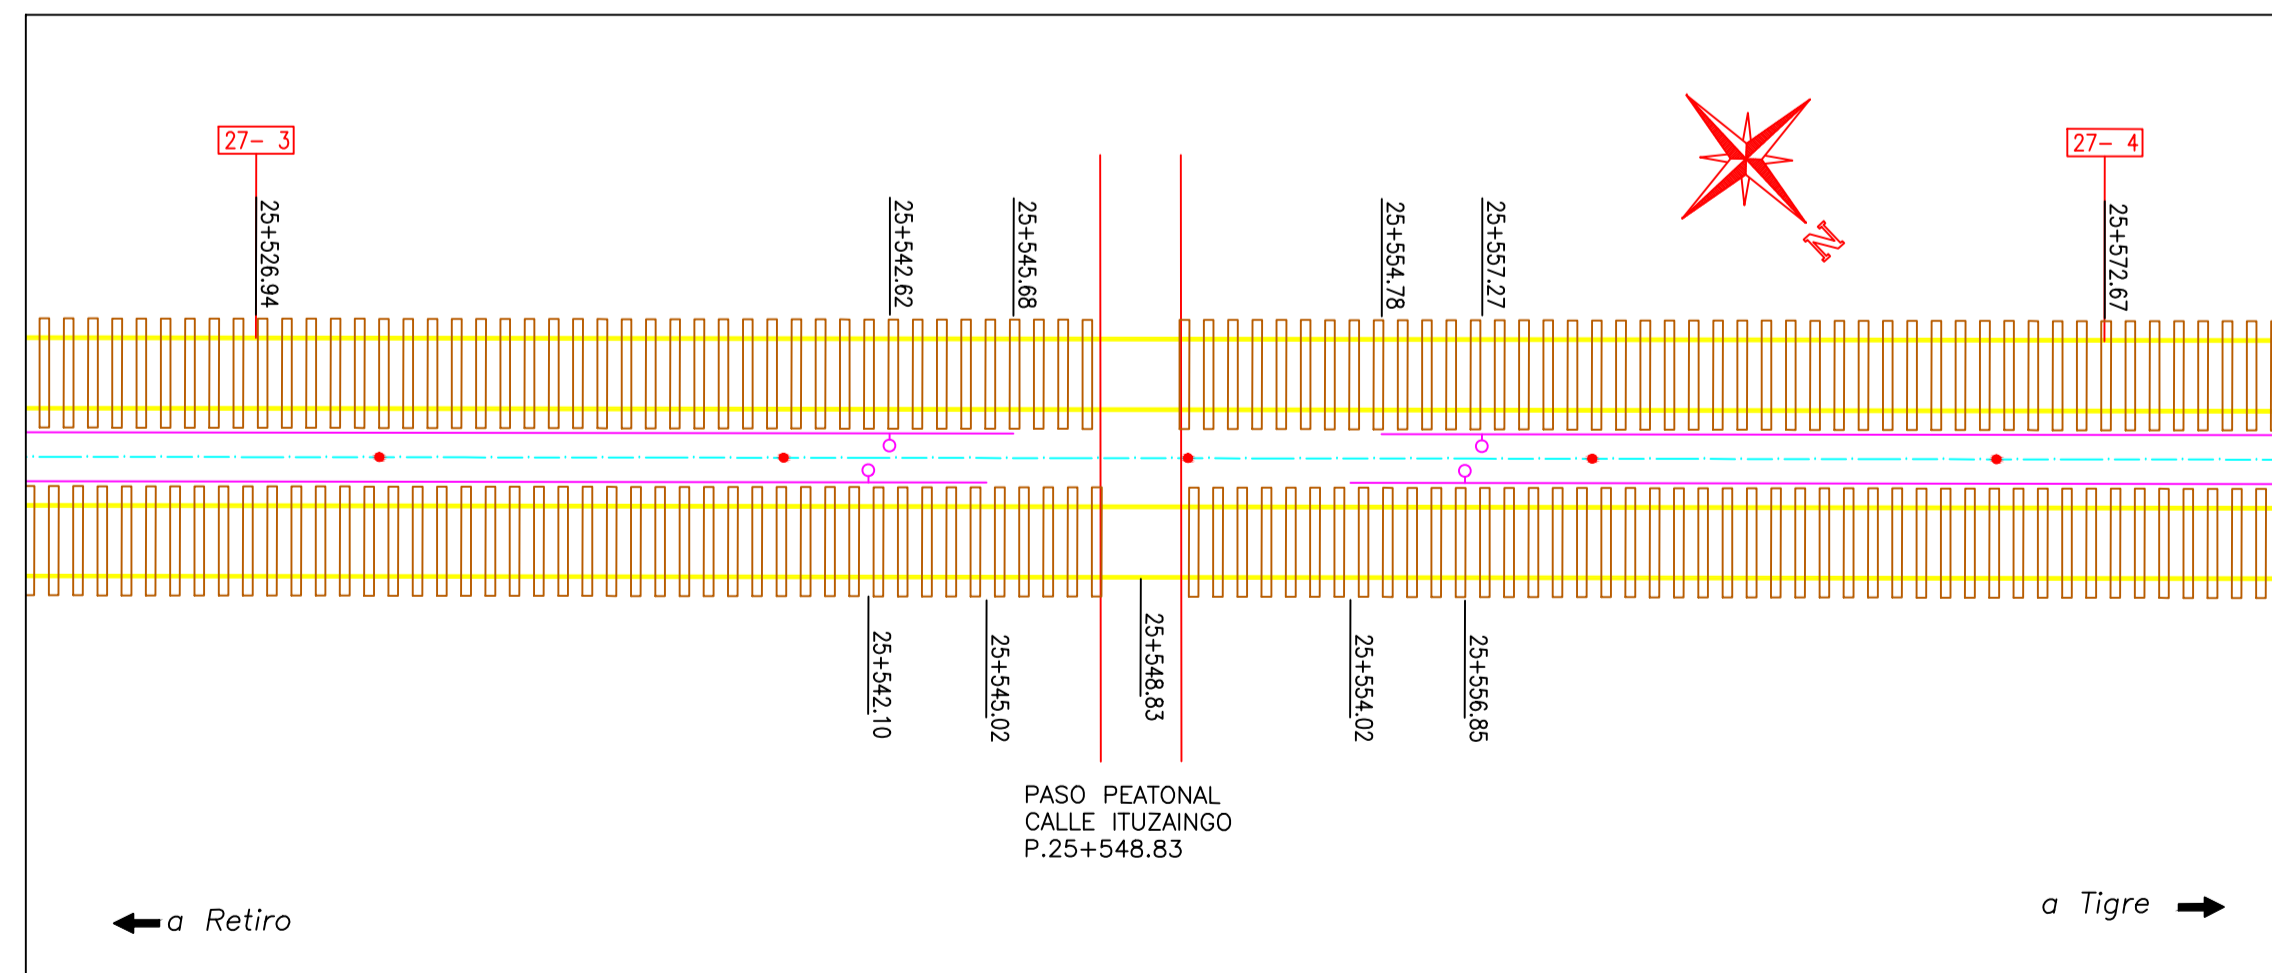 27- 3
27- 4
25+526.94
25+542.62
25+545.68
25+554.78
25+557.27
25+572.67
N
25+542.10
25+545.02
25+548.83
25+554.02
25+556.85
PASO PEATONAL
CALLE ITUZAINGO
P.25+548.83
a Retiro
a Tigre